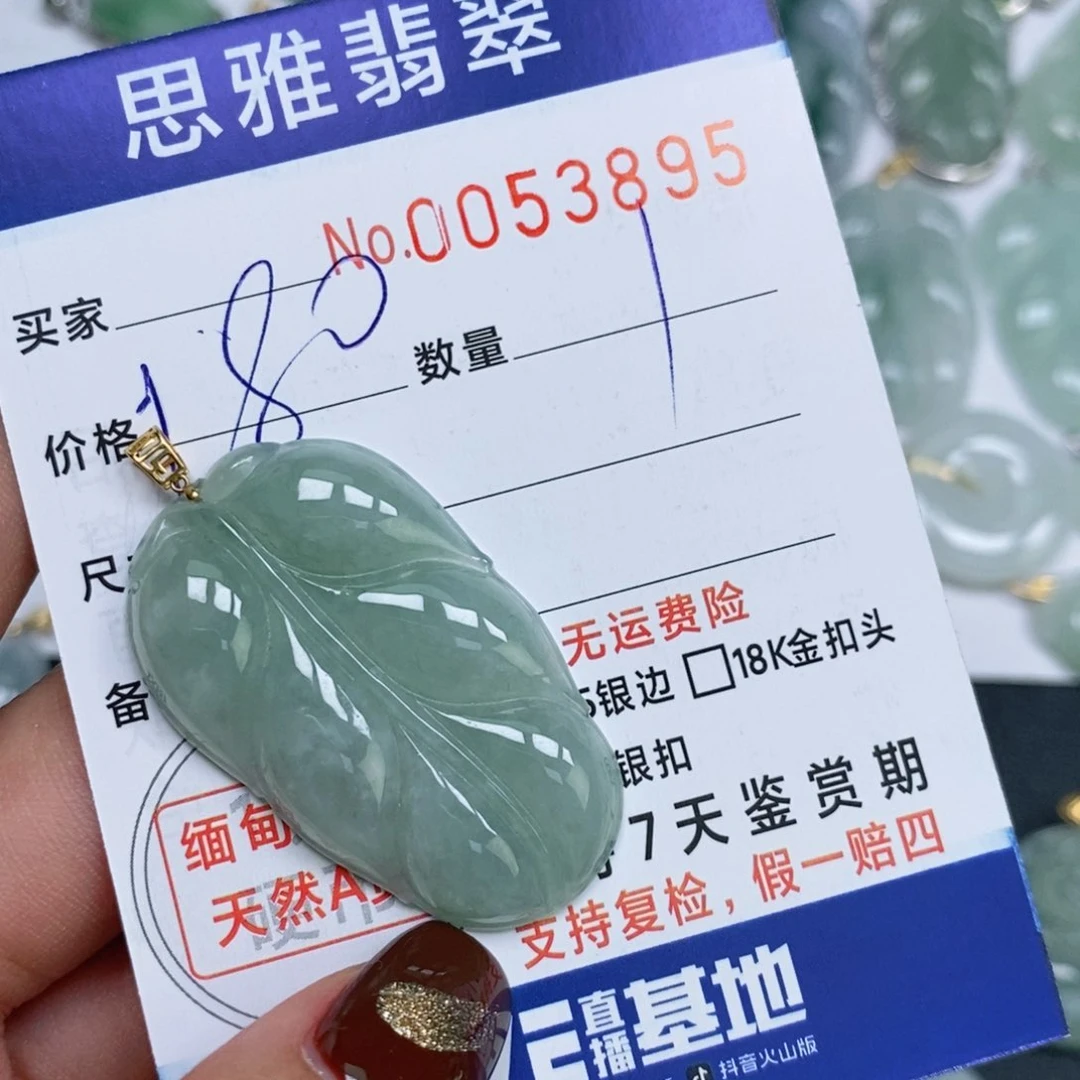 思雅翡翠
No.0053895
买家
180
数量 1
价格
尺
备
无运费险
5银边 □18K金扣头
银扣
7天鉴赏期
缅甸
天然A
支持复检，假一赔四
直播基地
抖音火山版